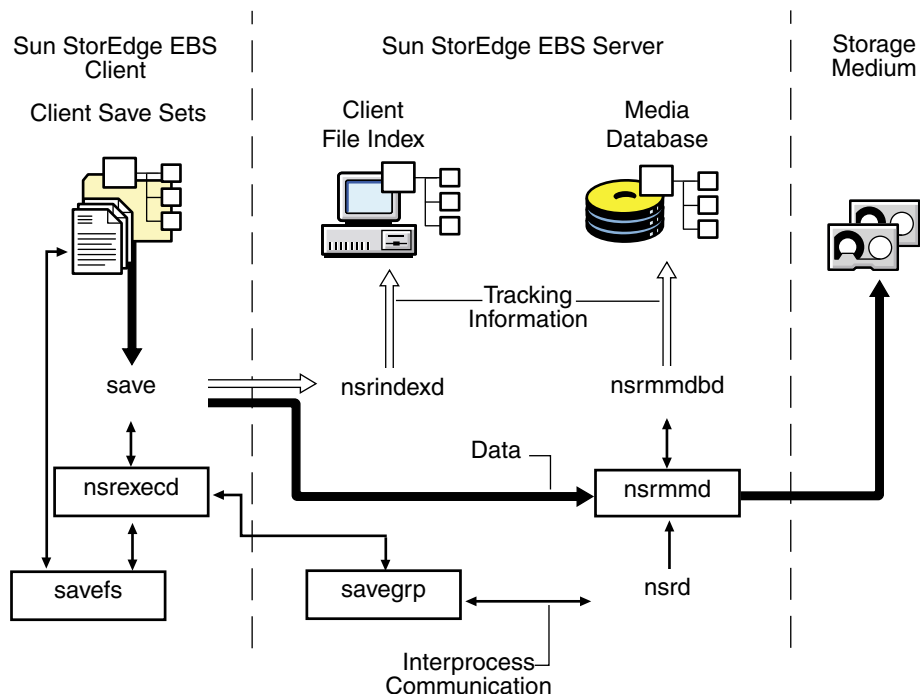 Sun StorEdge EBS
Client
Sun StorEdge EBS Server
Storage
Medium
Client Save Sets
Client
File Index
Media
Database
Tracking
Information
save
nsrindexd
nsrmmdbd
Data
nsrexecd
nsrmmd
savefs
savegrp
nsrd
Interprocess
Communication